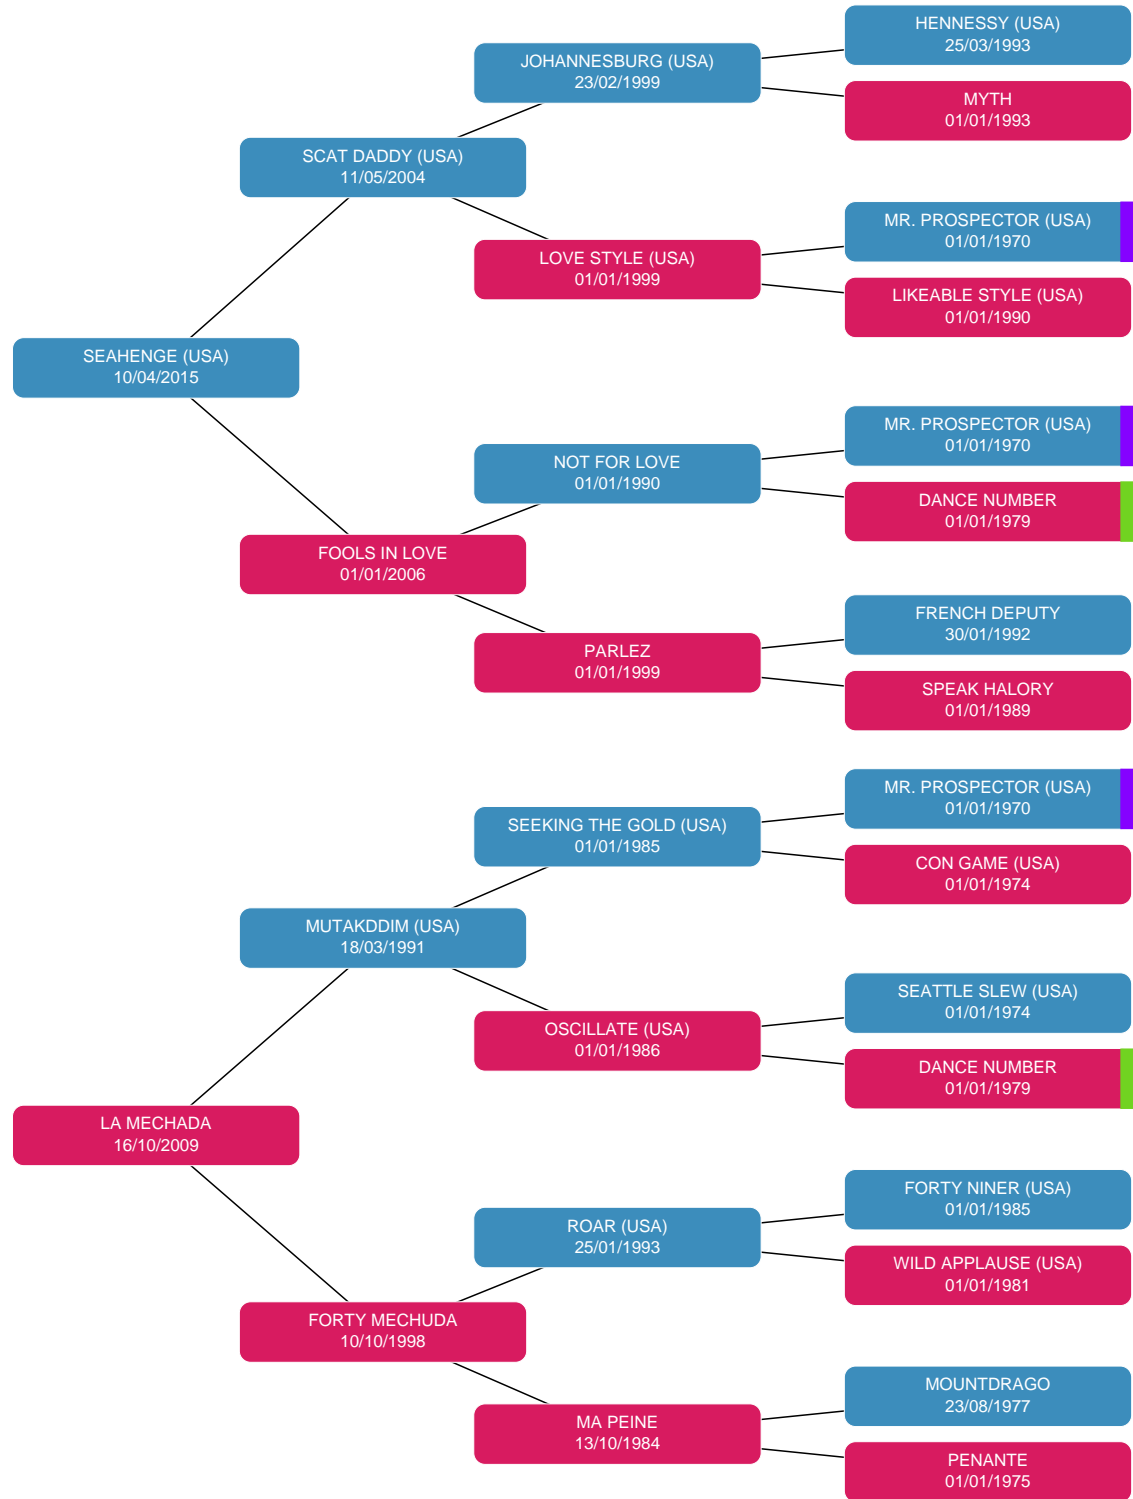 HENNESSY (USA)
25/03/1993
JOHANNESBURG (USA)
23/02/1999
MYTH
01/01/1993
SCAT DADDY (USA)
11/05/2004
MR. PROSPECTOR (USA)
01/01/1970
LOVE STYLE (USA)
01/01/1999
LIKEABLE STYLE (USA)
01/01/1990
SEAHENGE (USA)
10/04/2015
MR. PROSPECTOR (USA)
01/01/1970
NOT FOR LOVE
01/01/1990
DANCE NUMBER
01/01/1979
FOOLS IN LOVE
01/01/2006
FRENCH DEPUTY
30/01/1992
PARLEZ
01/01/1999
SPEAK HALORY
01/01/1989
MR. PROSPECTOR (USA)
01/01/1970
SEEKING THE GOLD (USA)
01/01/1985
CON GAME (USA)
01/01/1974
MUTAKDDIM (USA)
18/03/1991
SEATTLE SLEW (USA)
01/01/1974
OSCILLATE (USA)
01/01/1986
DANCE NUMBER
01/01/1979
LA MECHADA
16/10/2009
FORTY NINER (USA)
01/01/1985
ROAR (USA)
25/01/1993
WILD APPLAUSE (USA)
01/01/1981
FORTY MECHUDA
10/10/1998
MOUNTDRAGO
23/08/1977
MA PEINE
13/10/1984
PENANTE
01/01/1975